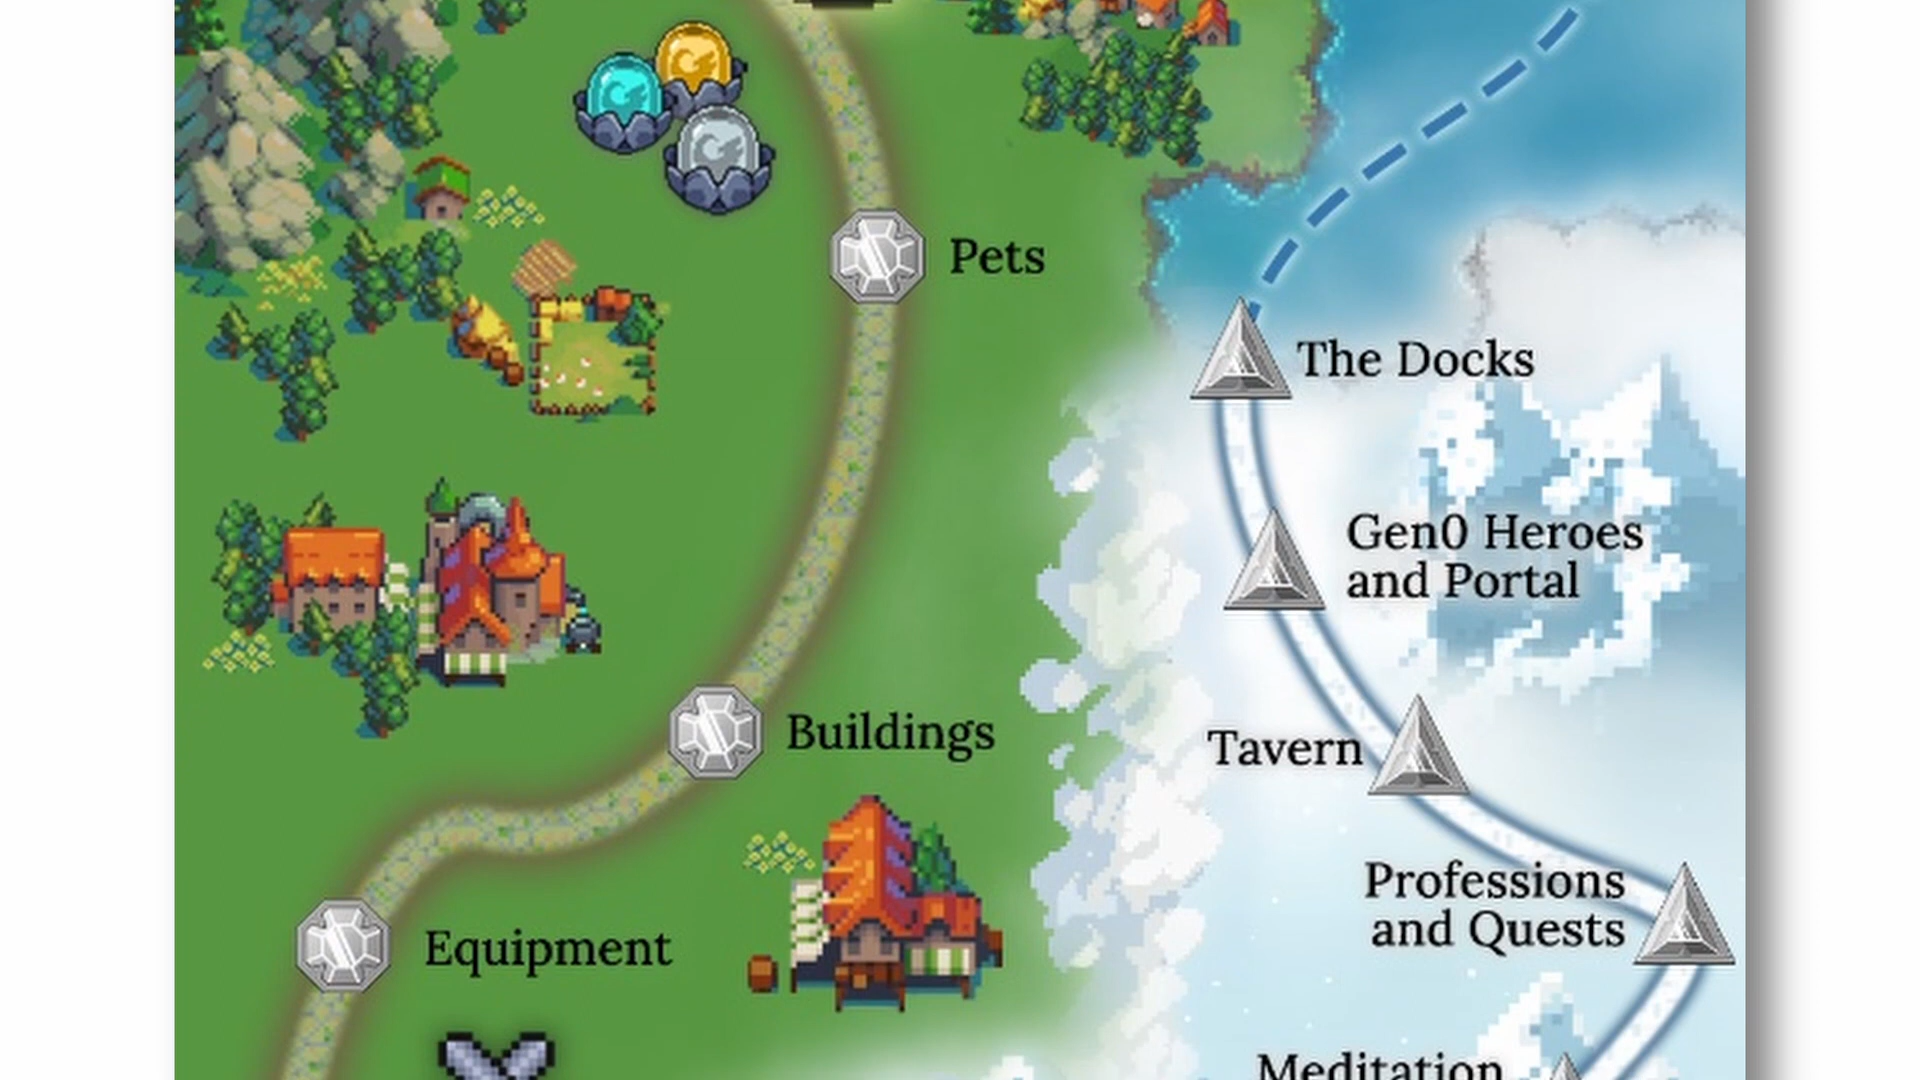 Pets
The Docks
Gen0 Heroes
and Portal
Buildings
Tavern
Professions
and Quests
Equipment
Meditation